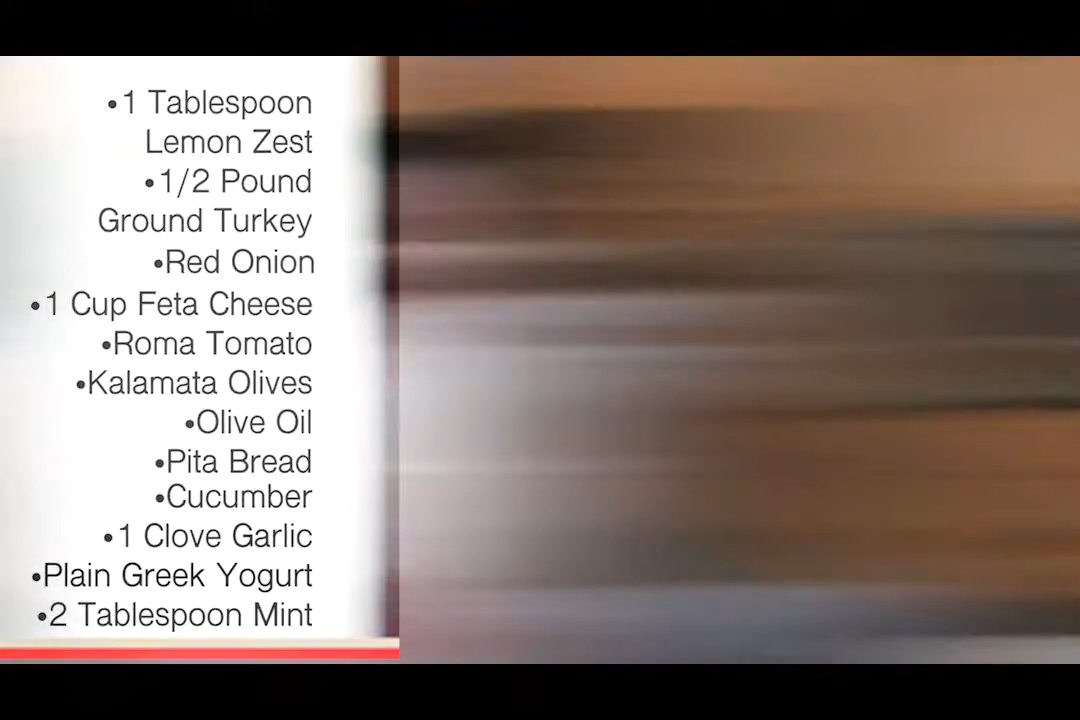 •1 Tablespoon
Lemon Zest
•1/2 Pound
Ground Turkey
•Red Onion
•1 Cup Feta Cheese
•Roma Tomato
•Kalamata Olives
•Olive Oil
•Pita Bread
•Cucumber
•1 Clove Garlic
•Plain Greek Yogurt
•2 Tablespoon Mint